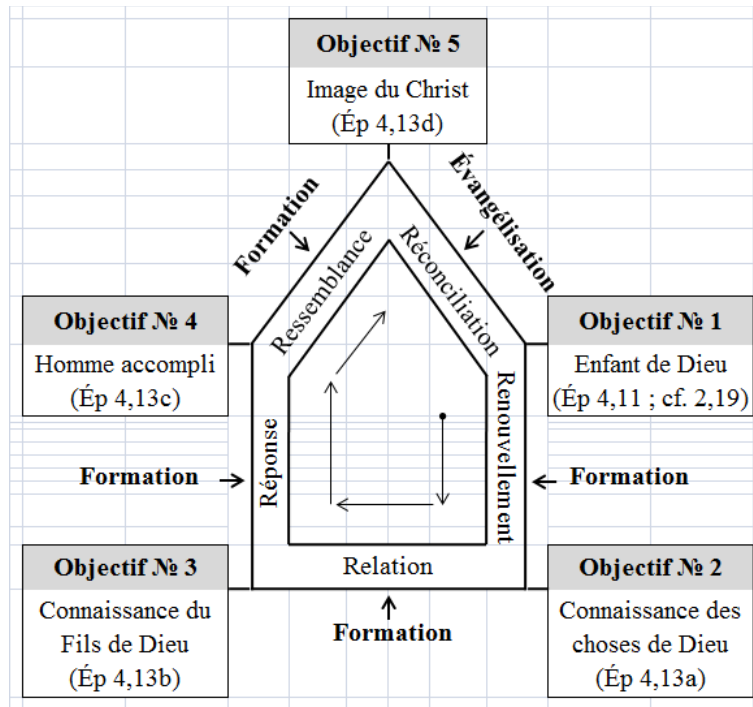 Objectif № 5
Image du Christ
(Ép 4,13d)
Formation
Évangélisation
Ressemblance
Réconciliation
Objectif № 4
Homme accompli
(Ép 4,13c)
Objectif № 1
Enfant de Dieu
(Ép 4,11 ; cf. 2,19)
Formation
Réponse
Renouvellement
Formation
Objectif № 3
Connaissance du
Fils de Dieu
(Ép 4,13b)
Relation
Formation
Objectif № 2
Connaissance des
choses de Dieu
(Ép 4,13a)